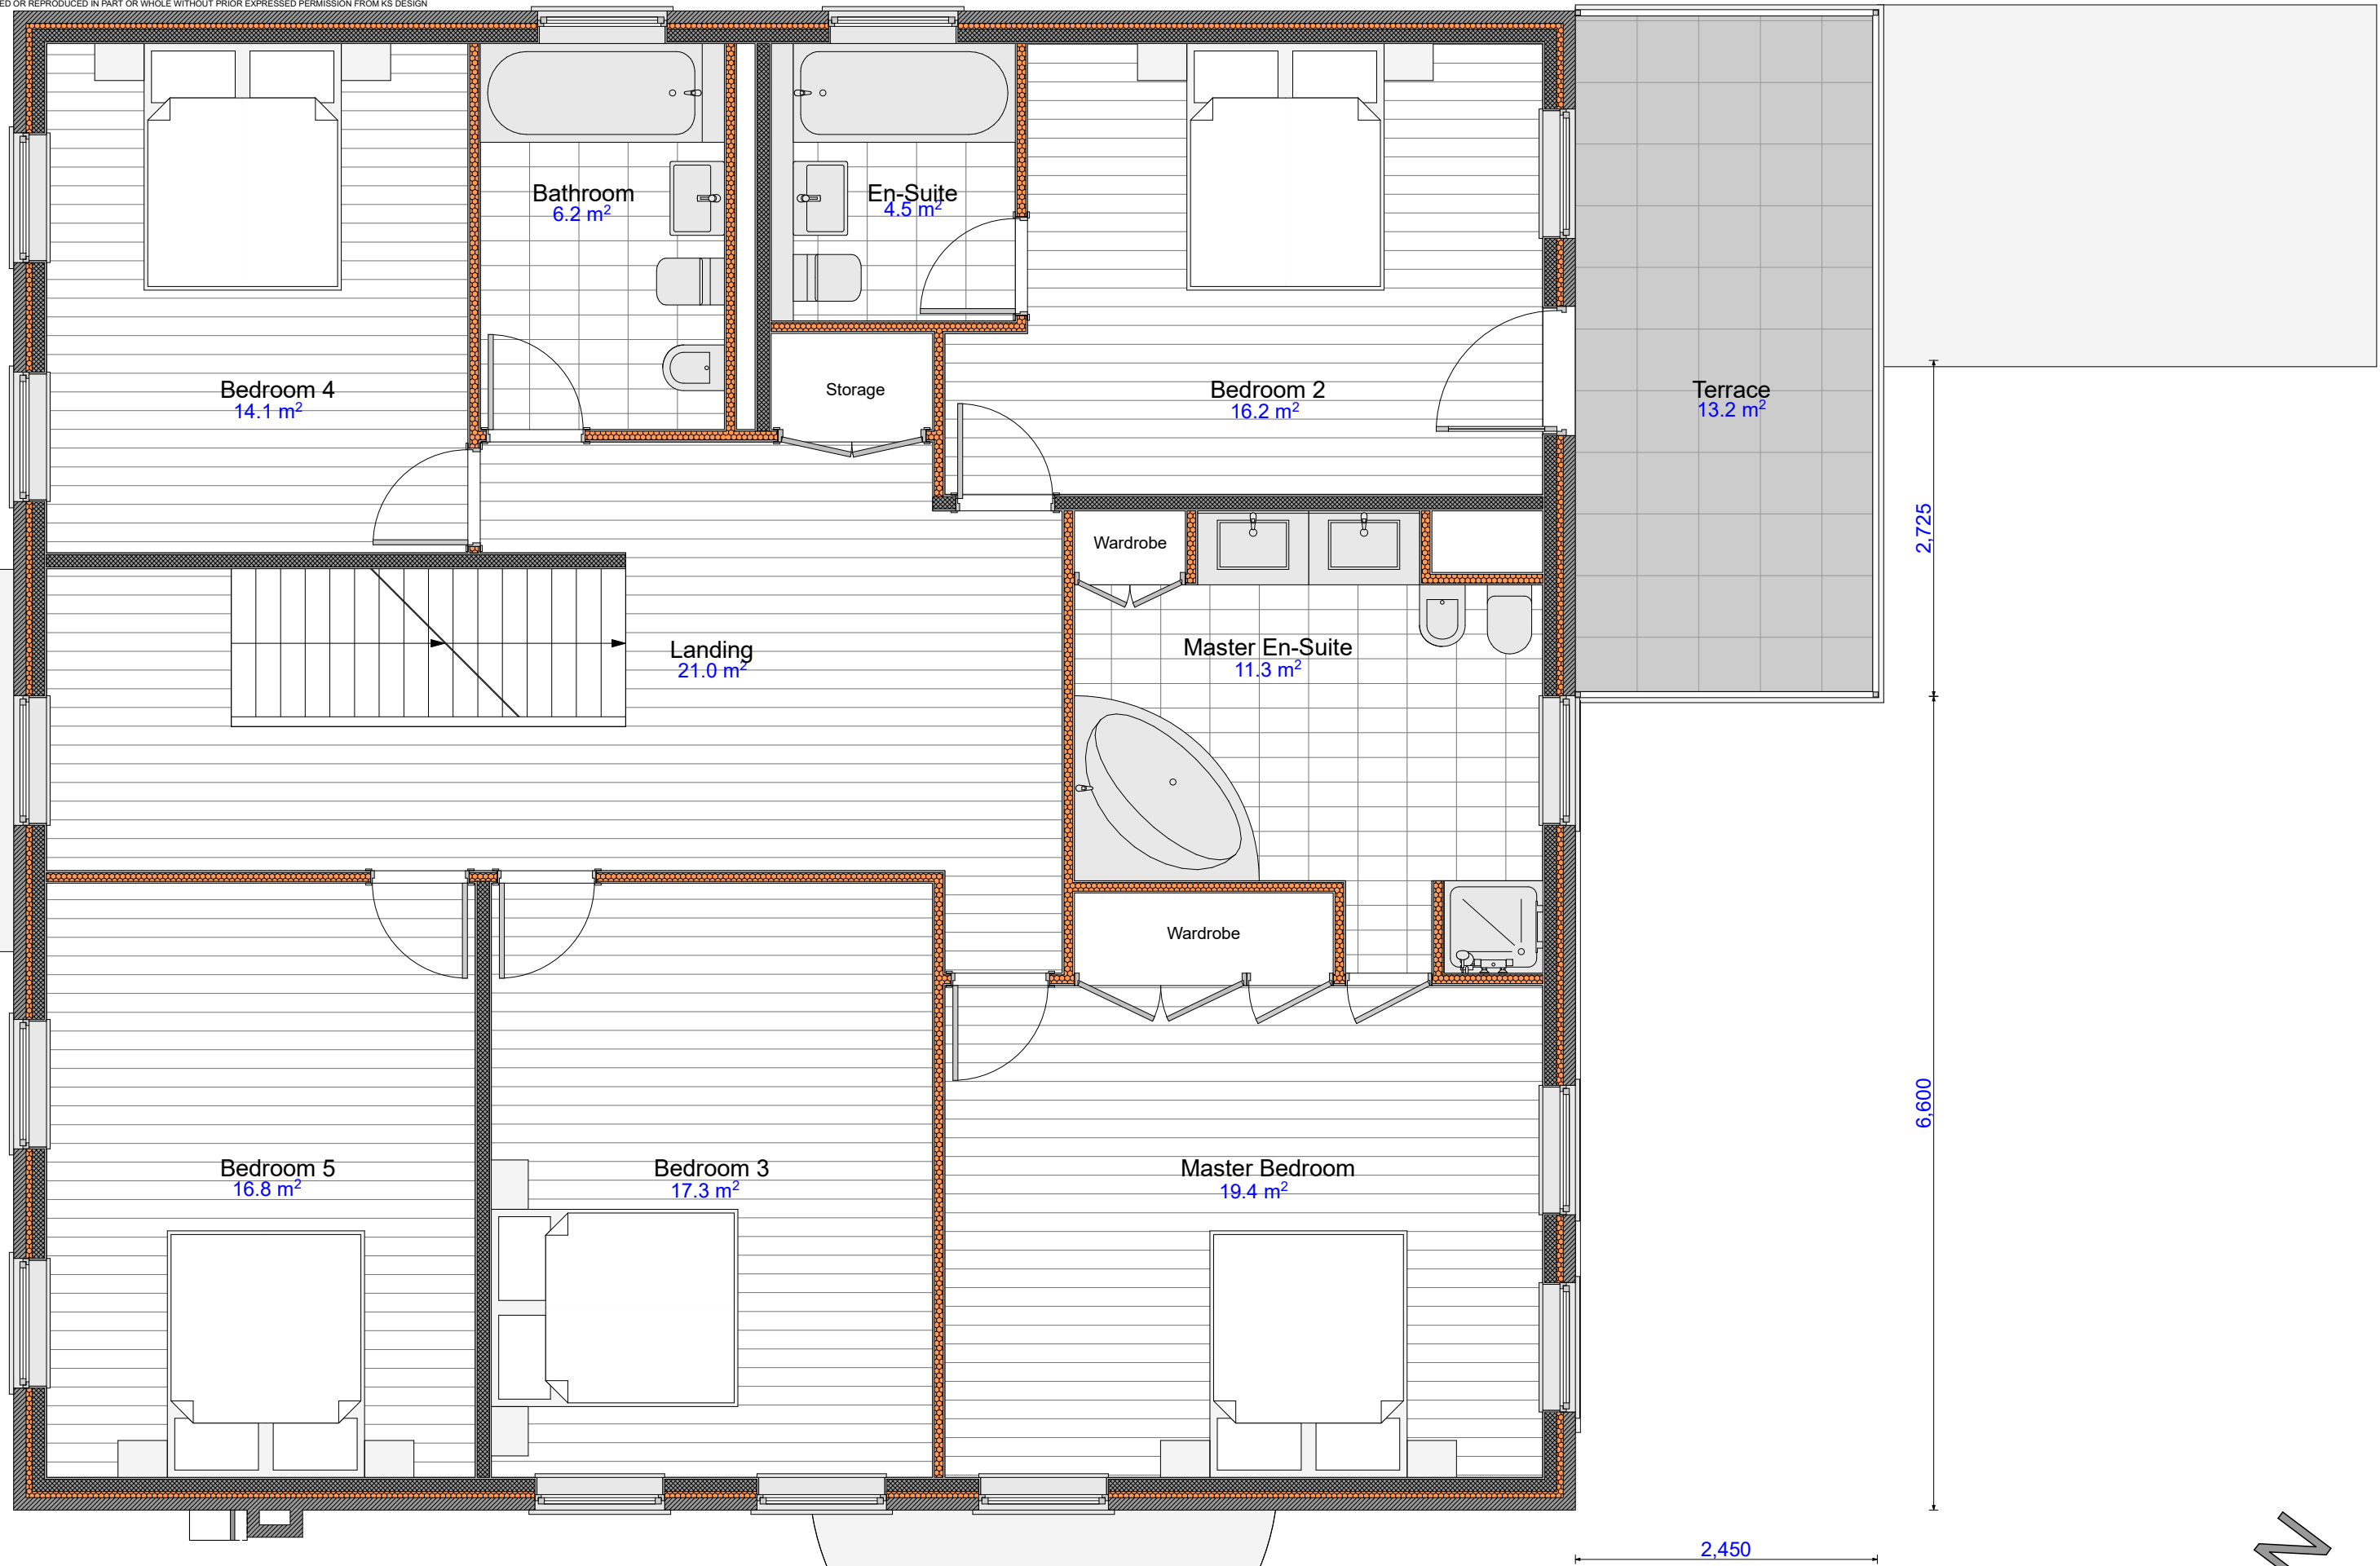 ED OR REPRODUCED IN PART OR WHOLE WITHOUT PRIOR EXPRESSED PERMISSION FROM KS DESIGN
Bathroom
6.2 m²
En-Suite
4.5 m²
Bedroom 4
14.1 m²
Storage
Bedroom 2
16.2 m²
Terrace
13.2 m²
2,725
Wardrobe
Landing
21.0 m²
Master En-Suite
11.3 m²
Wardrobe
6,600
Bedroom 5
16.8 m²
Bedroom 3
17.3 m²
Master Bedroom
19.4 m²
2,450
N